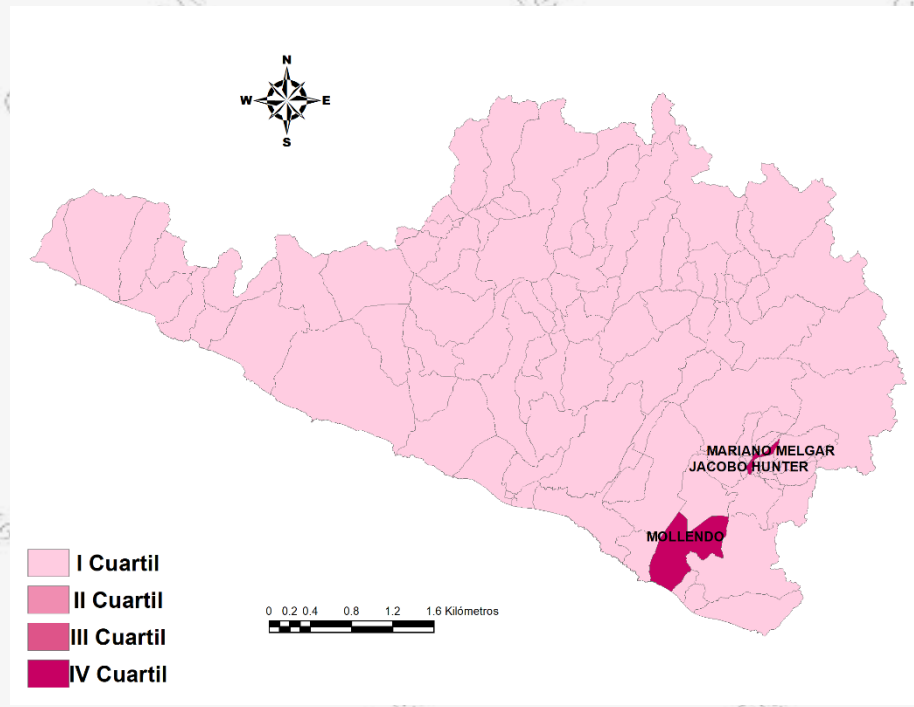 N
W E
S
MARIANO MELGAR
JACOBO HUNTER
MOLLENDO
I Cuartil
II Cuartil
III Cuartil
IV Cuartil
0 0.2 0.4 0.8 1.2 1.6 Kilómetros